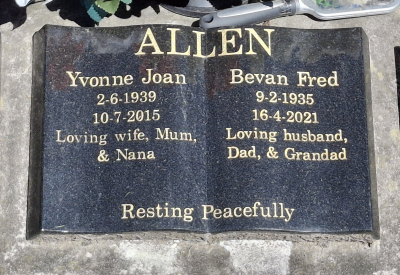 ALLEN
Yvonne Joan
2-6-1939
10-7-2015
Loving wife, Mum,
& Nana
Bevan Fred
9-2-1935
16-4-2021
Loving husband,
Dad, & Grandad
Resting Peacefully